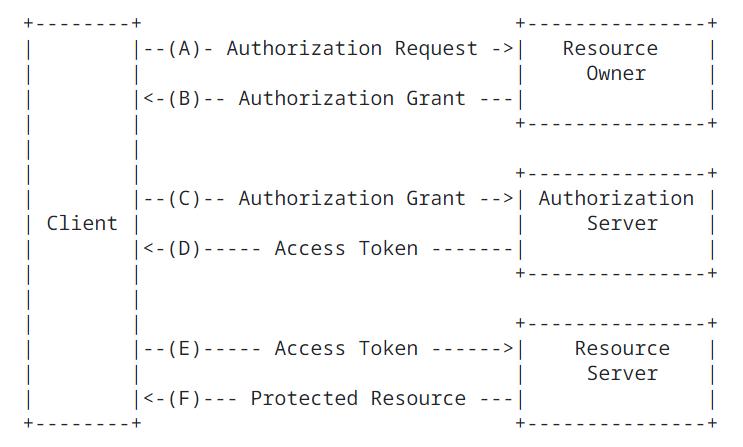 +--------+                               +---------------+
|        |--(A)- Authorization Request ->|   Resource    |
|        |                               |     Owner     |
|        |<-(B)-- Authorization Grant ---|               |
|        |                               +---------------+
|        |
|        |                               +---------------+
|        |--(C)-- Authorization Grant -->| Authorization |
| Client |                               |     Server    |
|        |<-(D)----- Access Token -------|               |
|        |                               +---------------+
|        |
|        |                               +---------------+
|        |--(E)----- Access Token ------>|    Resource   |
|        |                               |     Server    |
|        |<-(F)--- Protected Resource ---|               |
+--------+                               +---------------+